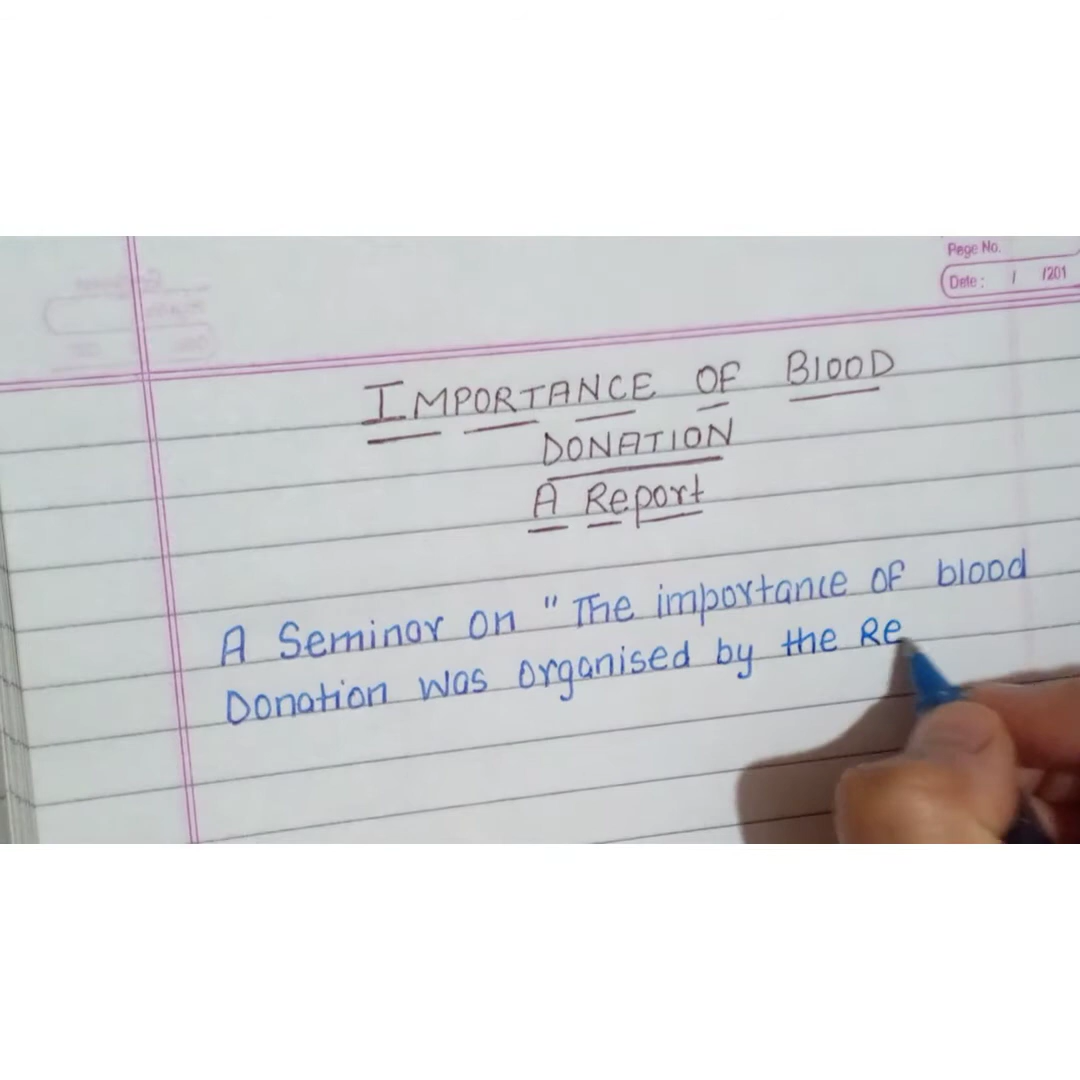 Page No.
Date : / /201
IMPORTANCE OF BlOOD
DONATION
A Report
A Seminar on " The importance OF blood
Donation was organised by the Re